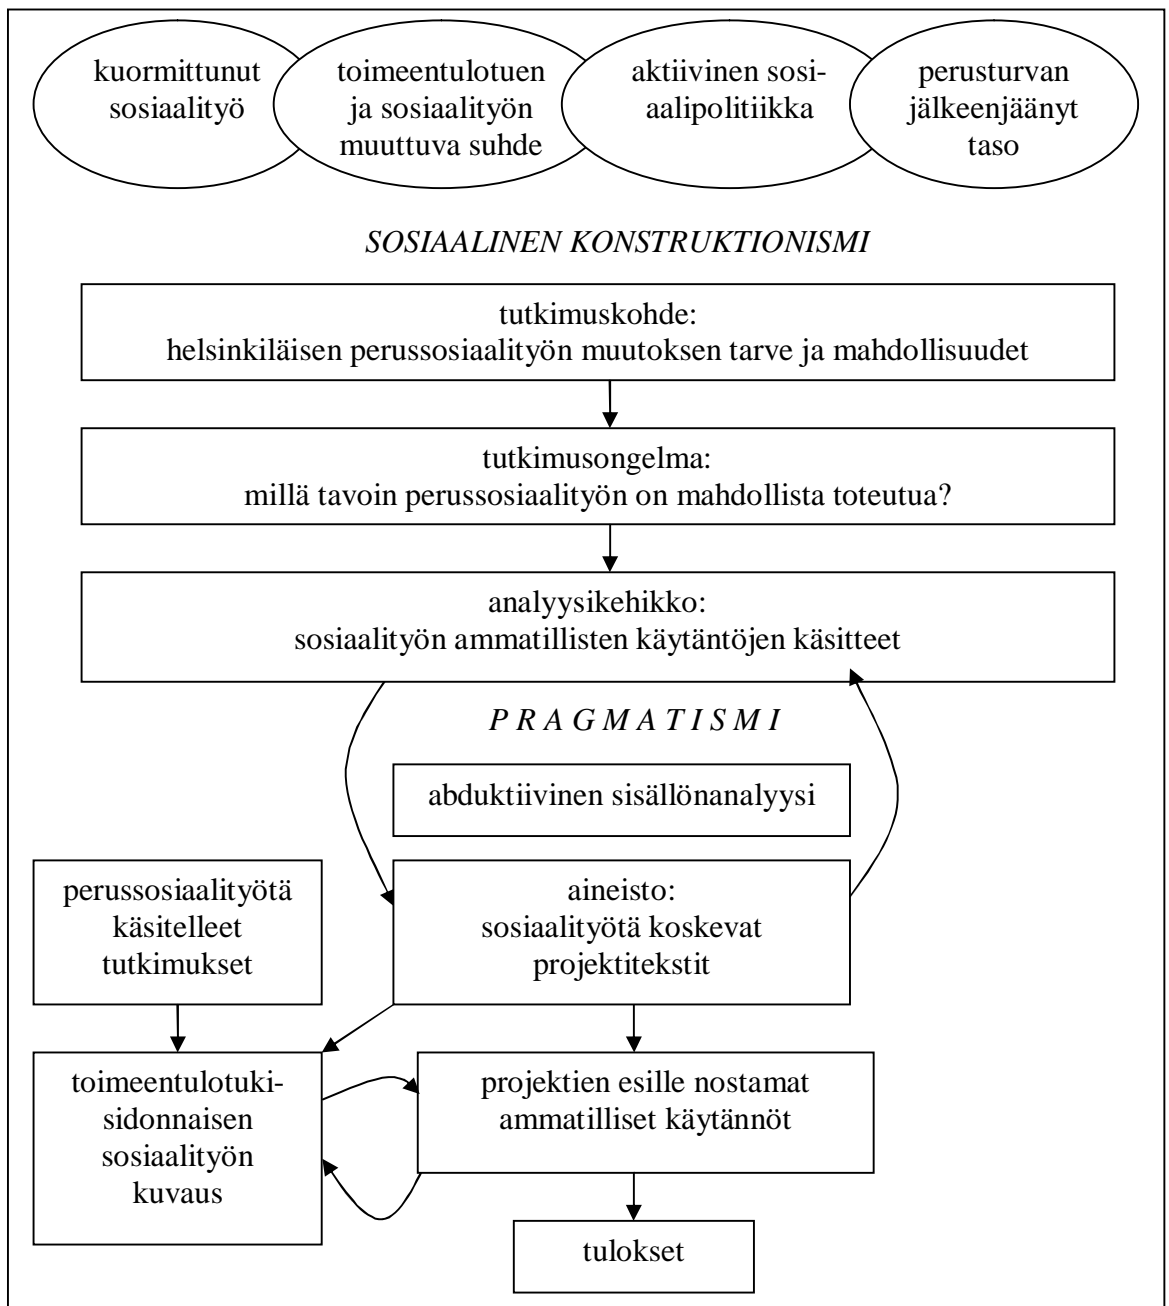 kuormittunut
sosiaalityö
toimeentulotuen
ja sosiaalityön
muuttuva suhde
aktiivinen sosi-
aalipolitiikka
perusturvan
jälkeenjäänyt
taso
SOSIAALINEN KONSTRUKTIONISMI
tutkimuskohde:
helsinkiläisen perussosiaalityön muutoksen tarve ja mahdollisuudet
tutkimusongelma:
millä tavoin perussosiaalityön on mahdollista toteutua?
analyysikehikko:
sosiaalityön ammatillisten käytäntöjen käsitteet
P R A G M A T I S M I
abduktiivinen sisällönanalyysi
perussosiaalityötä
käsitelleet
tutkimukset
aineisto:
sosiaalityötä koskevat
projektitekstit
toimeentulotuki-
sidonnaisen
sosiaalityön
kuvaus
projektien esille nostamat
ammatilliset käytännöt
tulokset